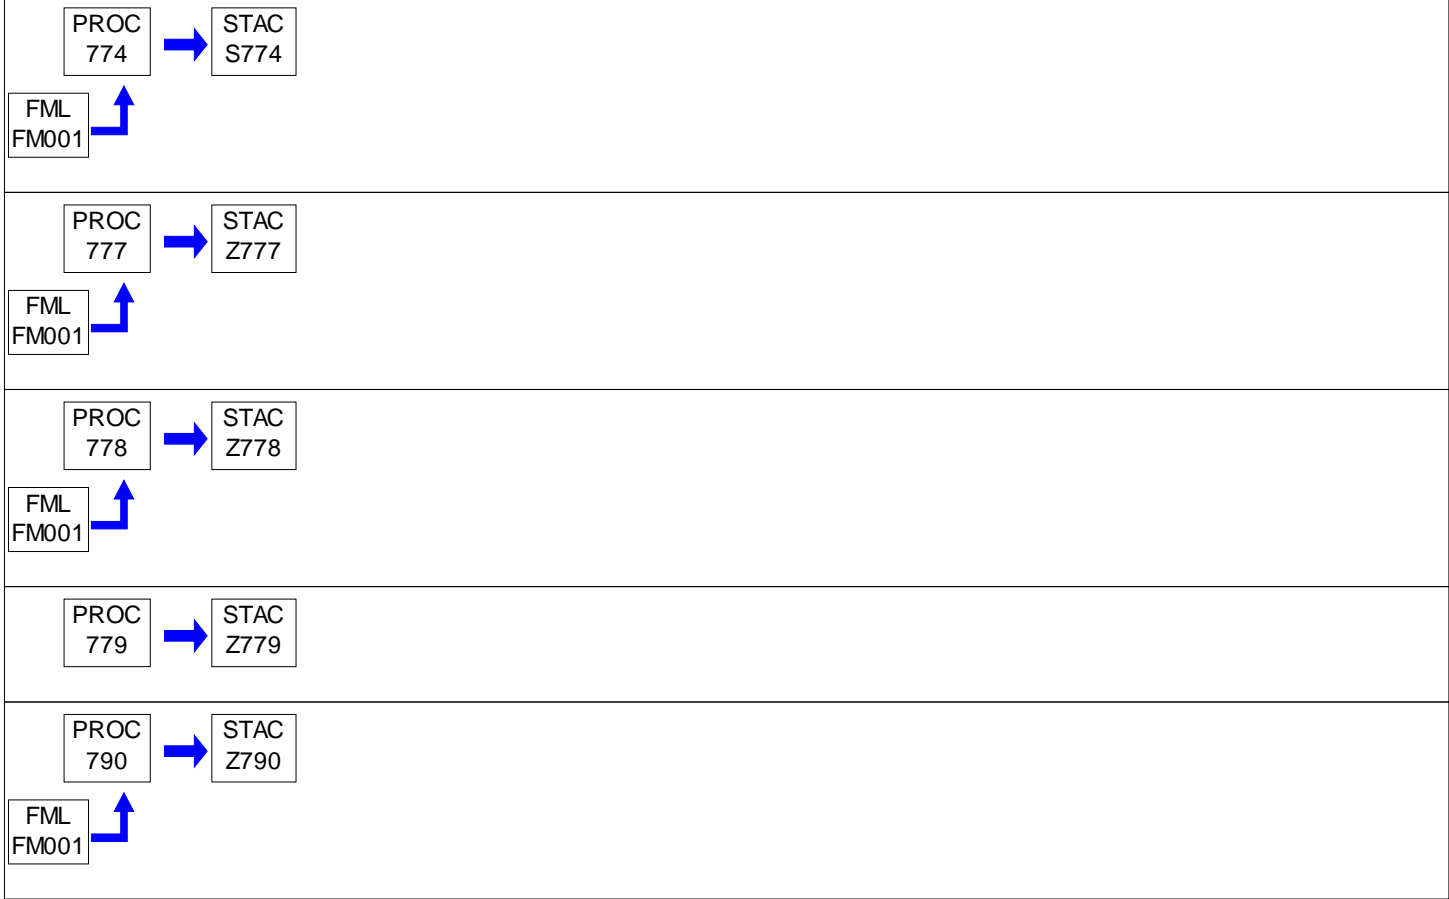 PROC
774
STAC
S774
FML
FM001
PROC
777
STAC
Z777
FML
FM001
PROC
778
STAC
Z778
FML
FM001
PROC
779
STAC
Z779
PROC
790
STAC
Z790
FML
FM001